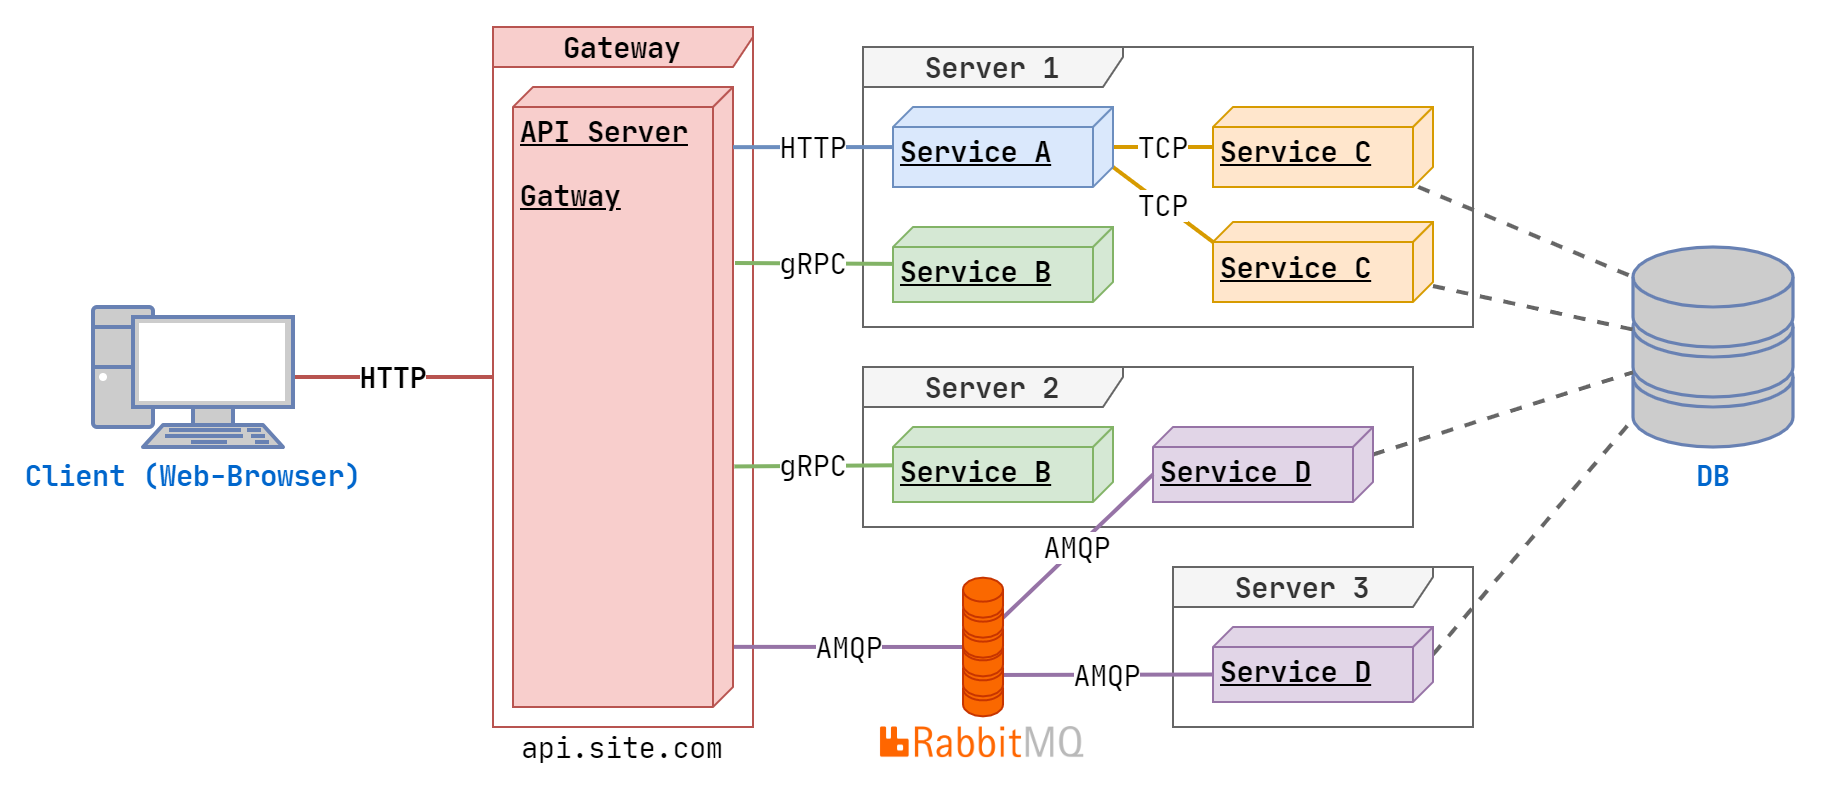 Gateway
API Server
Gatway
api.site.com
Client (Web-Browser)
HTTP
HTTP
gRPC
gRPC
AMQP
Server 1
Service A
TCP
Service C
TCP
Service B
Service C
Server 2
Service B
Service D
AMQP
RabbitMQ
AMQP
Server 3
Service D
DB